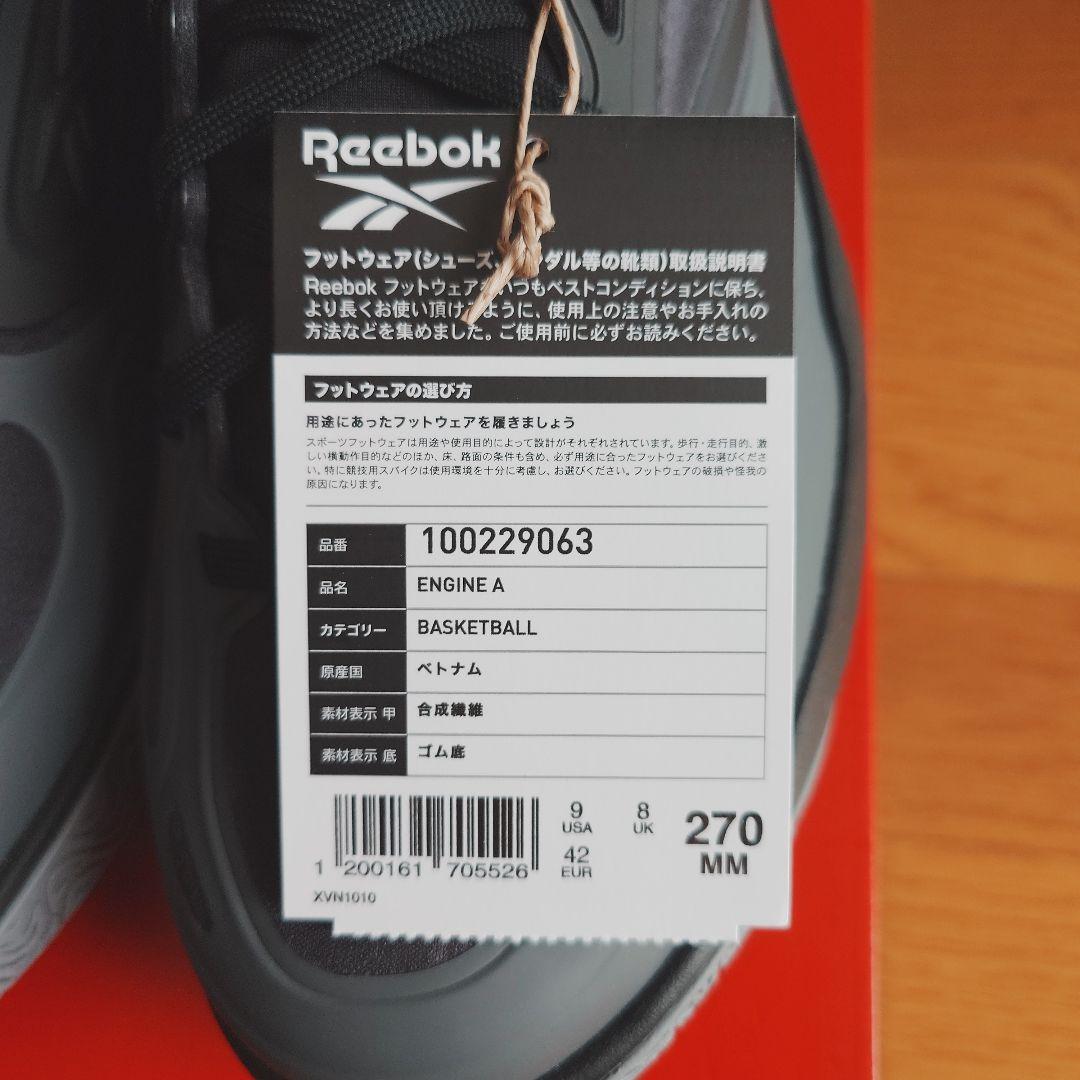 Reebok
フットウェア(シューズ、ンダル等の靴類)取扱説明書
Reebok フットウェアをいつもベストコンディションに保ち、
より長くお使い頂けるように、使用上の注意やお手入れの
方法などを集めました。ご使用前に必ずお読みください。
フットウェアの選び方
用途にあったフットウェアを履きましょう
スポーツフットウェアは用途や使用目的によって設計がそれぞれされています。歩行・走行目的、激
しい横動作目的などのほか、床、路面の条件も含め、必ず用途に合ったフットウェアをお選びくださ
い。特に競技用スパイクは使用環境を十分に考慮し、お選びください。フットウェアの破損や怪我の
原因になります。
品番 100229063
品名 ENGINE A
カテゴリー BASKETBALL
原産国 ベトナム
素材表示 甲 合成繊維
素材表示 底 ゴム底
9 8 270
USA UK MM
42
EUR
1 200161 705526
XVN1010